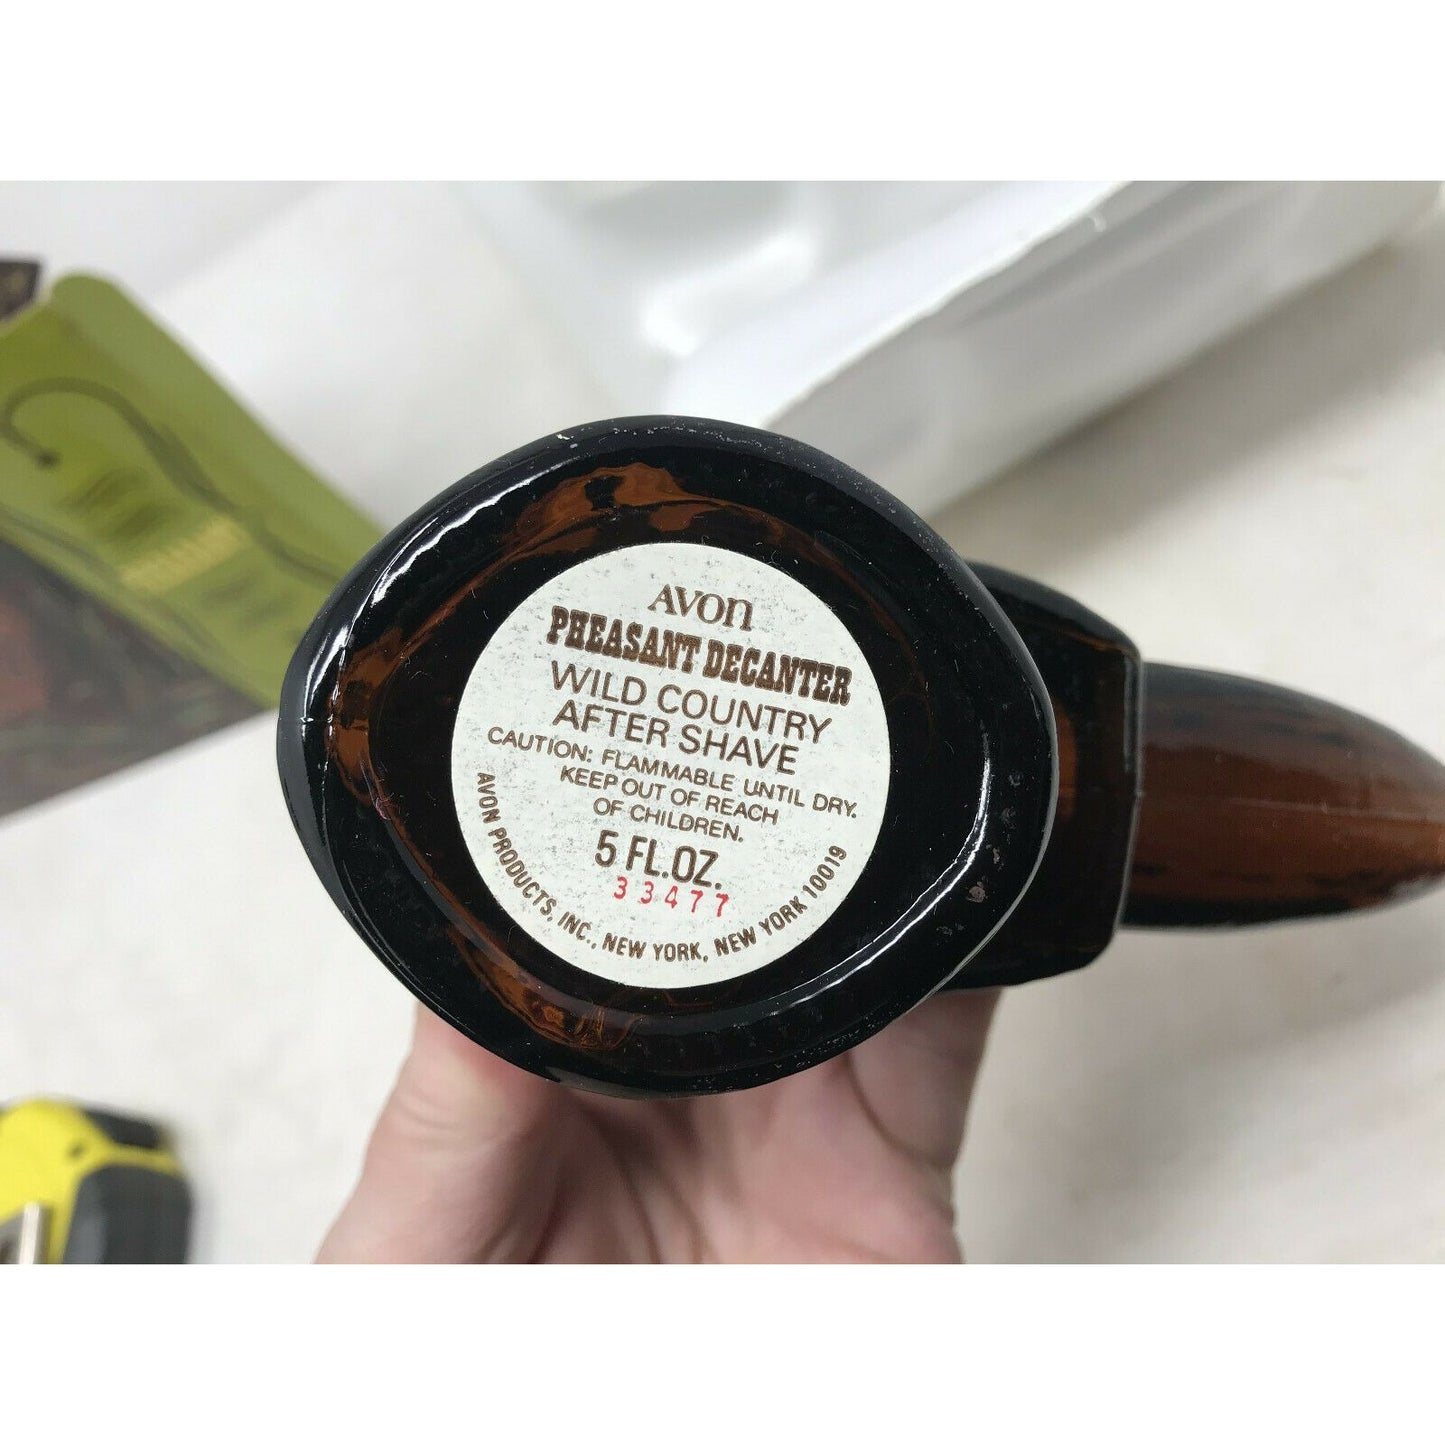 AVON
PHEASANT DECANTER
WILD COUNTRY
AFTER SHAVE
CAUTION: FLAMMABLE UNTIL DRY.
KEEP OUT OF REACH
OF CHILDREN.
5 FL.OZ.
33477
AVON PRODUCTS, INC., NEW YORK, NEW YORK 10019